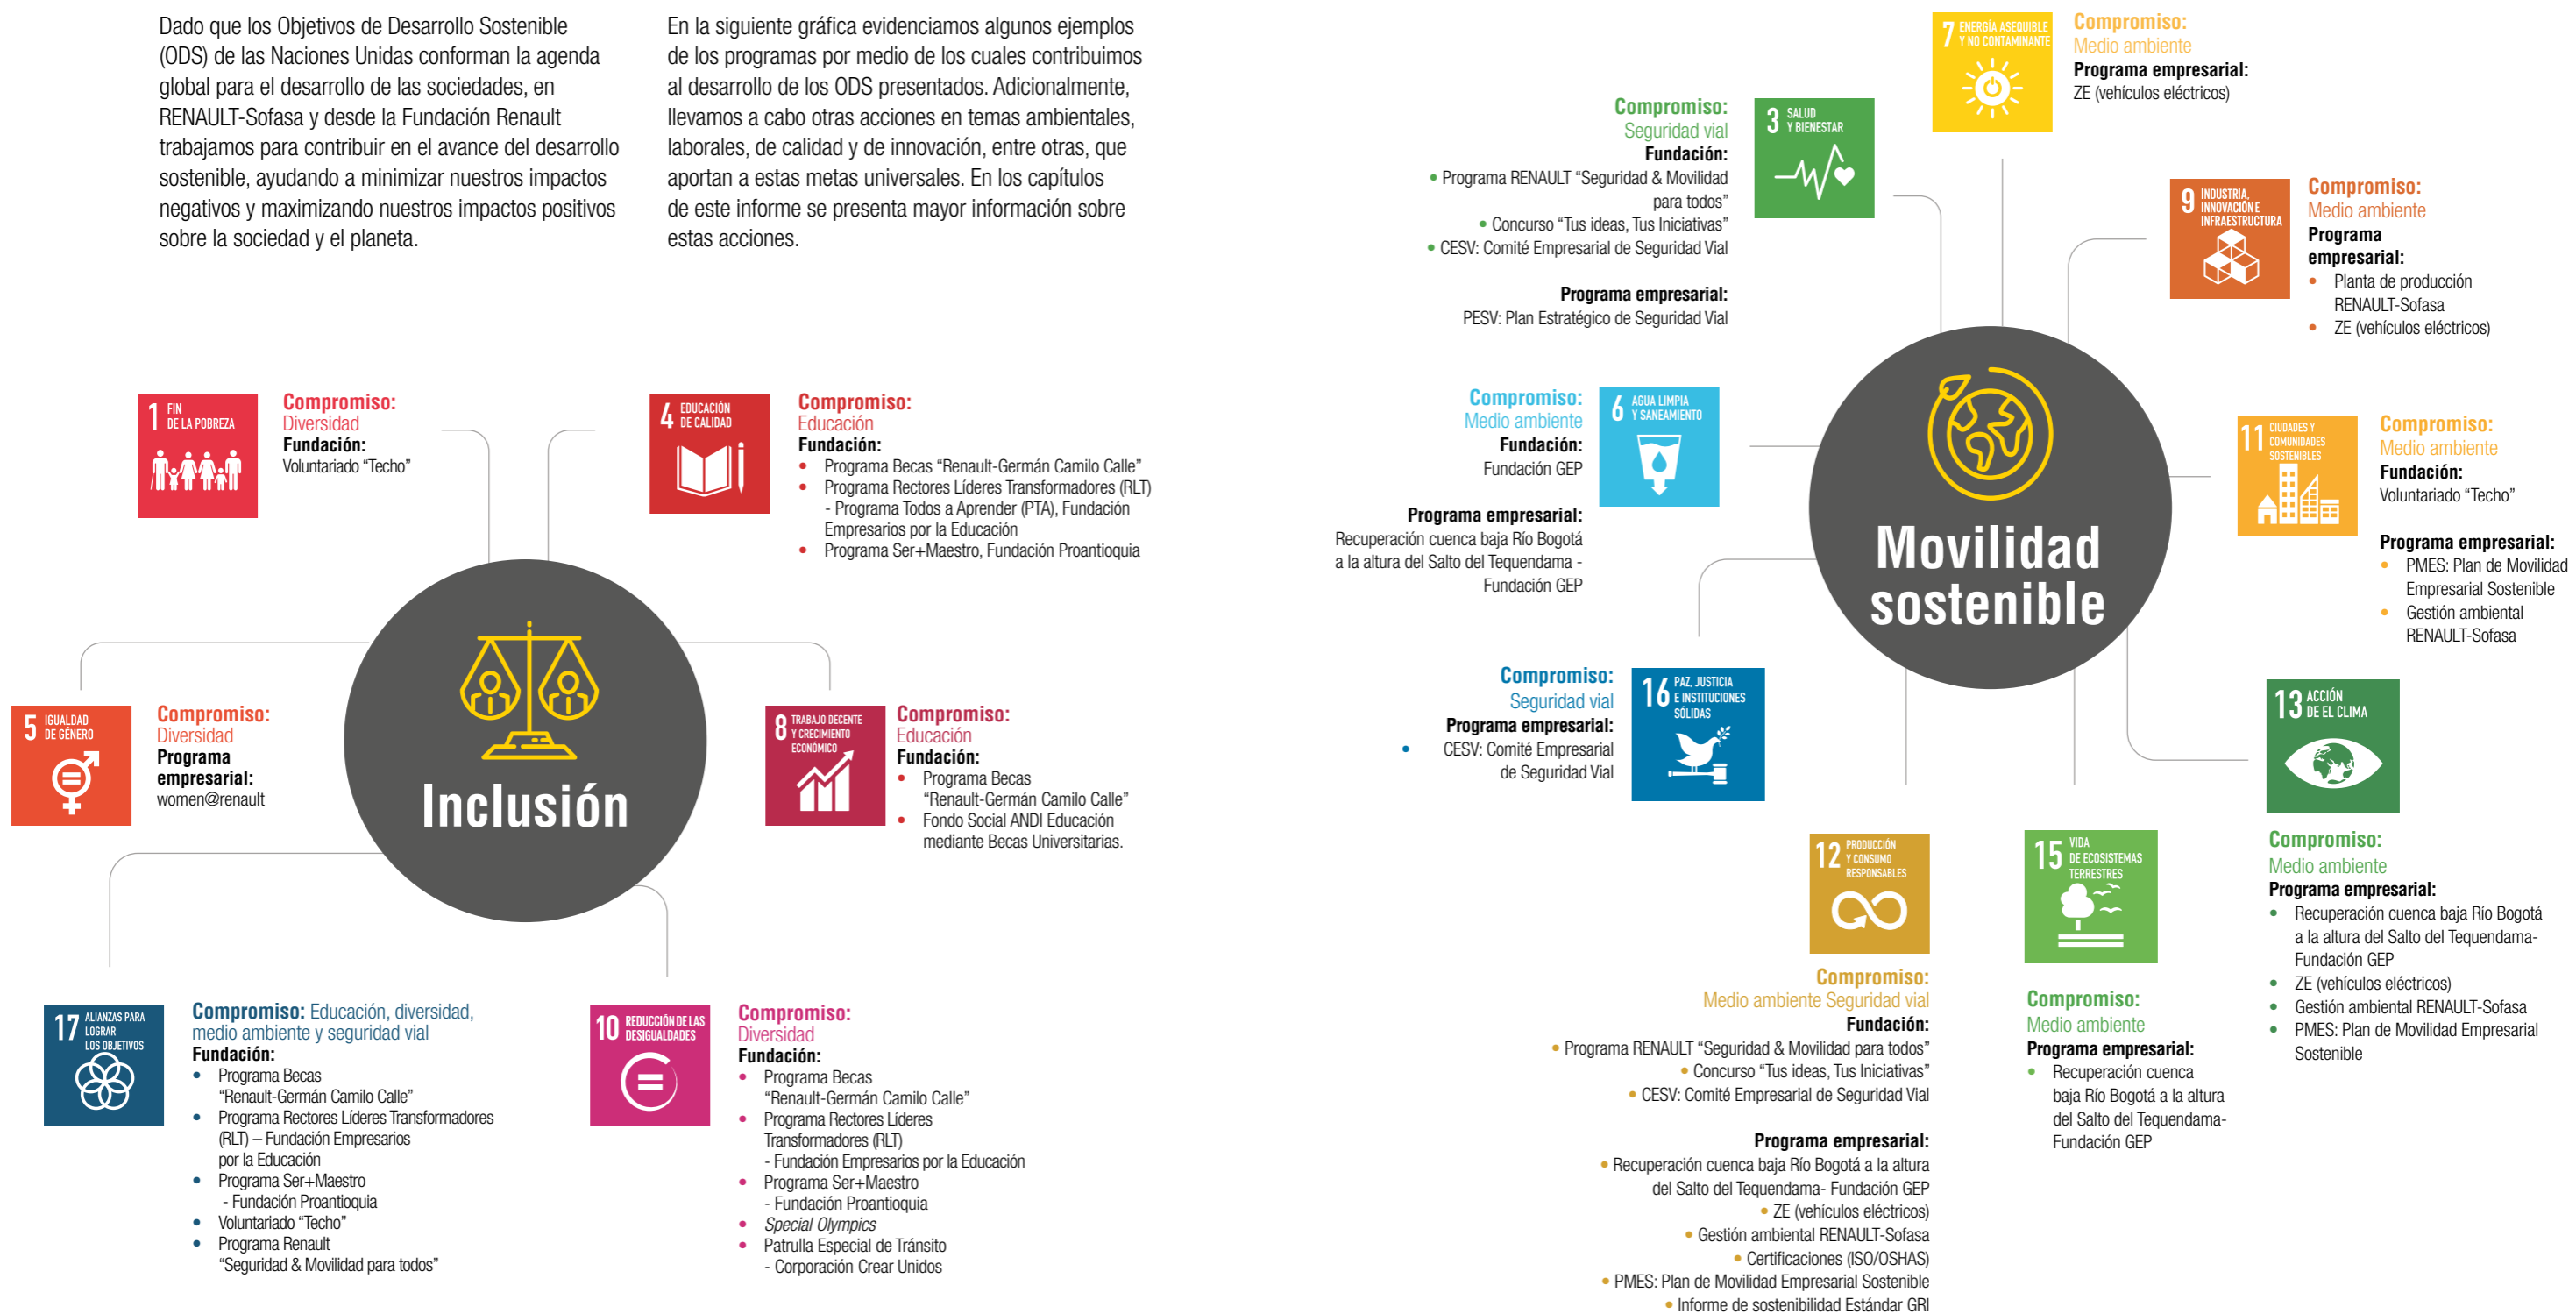 Dado que los Objetivos de Desarrollo Sostenible
(ODS) de las Naciones Unidas conforman la agenda
global para el desarrollo de las sociedades, en
RENAULT-Sofasa y desde la Fundación Renault
trabajamos para contribuir en el avance del desarrollo
sostenible, ayudando a minimizar nuestros impactos
negativos y maximizando nuestros impactos positivos
sobre la sociedad y el planeta.
En la siguiente gráfica evidenciamos algunos ejemplos
de los programas por medio de los cuales contribuimos
al desarrollo de los ODS presentados. Adicionalmente,
llevamos a cabo otras acciones en temas ambientales,
laborales, de calidad y de innovación, entre otras, que
aportan a estas metas universales. En los capítulos
de este informe se presenta mayor información sobre
estas acciones.
1 FIN
DE LA POBREZA
Compromiso:
Diversidad
Fundación:
Voluntariado “Techo”
4 EDUCACIÓN
DE CALIDAD
Compromiso:
Educación
Fundación:
• Programa Becas “Renault-Germán Camilo Calle”
• Programa Rectores Líderes Transformadores (RLT)
- Programa Todos a Aprender (PTA), Fundación
Empresarios por la Educación
• Programa Ser+Maestro, Fundación Proantioquia
5 IGUALDAD
DE GÉNERO
Compromiso:
Diversidad
Programa
empresarial:
women@renault
Inclusión
8 TRABAJO DECENTE
Y CRECIMIENTO
ECONÓMICO
Compromiso:
Educación
Fundación:
• Programa Becas
“Renault-Germán Camilo Calle”
• Fondo Social ANDI Educación
mediante Becas Universitarias.
17 ALIANZAS PARA
LOGRAR
LOS OBJETIVOS
Compromiso: Educación, diversidad,
medio ambiente y seguridad vial
Fundación:
• Programa Becas
“Renault-Germán Camilo Calle”
• Programa Rectores Líderes Transformadores
(RLT) – Fundación Empresarios
por la Educación
• Programa Ser+Maestro
- Fundación Proantioquia
• Voluntariado “Techo”
• Programa Renault
“Seguridad & Movilidad para todos”
10 REDUCCIÓN DE LAS
DESIGUALDADES
Compromiso:
Diversidad
Fundación:
• Programa Becas
“Renault-Germán Camilo Calle”
• Programa Rectores Líderes
Transformadores (RLT)
- Fundación Empresarios por la Educación
• Programa Ser+Maestro
- Fundación Proantioquia
• Special Olympics
• Patrulla Especial de Tránsito
- Corporación Crear Unidos
7 ENERGÍA ASEQUIBLE
Y NO CONTAMINANTE
Compromiso:
Medio ambiente
Programa empresarial:
ZE (vehículos eléctricos)
Compromiso:
Seguridad vial
Fundación:
• Programa RENAULT “Seguridad & Movilidad
para todos”
• Concurso “Tus ideas, Tus Iniciativas”
• CESV: Comité Empresarial de Seguridad Vial
Programa empresarial:
PESV: Plan Estratégico de Seguridad Vial
3 SALUD
Y BIENESTAR
9 INDUSTRIA,
INNOVACIÓN E
INFRAESTRUCTURA
Compromiso:
Medio ambiente
Programa
empresarial:
• Planta de producción
RENAULT-Sofasa
• ZE (vehículos eléctricos)
Compromiso:
Medio ambiente
Fundación:
Fundación GEP
Programa empresarial:
Recuperación cuenca baja Río Bogotá
a la altura del Salto del Tequendama -
Fundación GEP
6 AGUA LIMPIA
Y SANEAMIENTO
Movilidad
sostenible
11 CIUDADES Y
COMUNIDADES
SOSTENIBLES
Compromiso:
Medio ambiente
Fundación:
Voluntariado “Techo”
Programa empresarial:
• PMES: Plan de Movilidad
Empresarial Sostenible
• Gestión ambiental
RENAULT-Sofasa
Compromiso:
Seguridad vial
Programa empresarial:
• CESV: Comité Empresarial
de Seguridad Vial
16 PAZ, JUSTICIA
E INSTITUCIONES
SÓLIDAS
13 ACCIÓN
DE EL CLIMA
Compromiso:
Medio ambiente
Programa empresarial:
• Recuperación cuenca baja Río Bogotá
a la altura del Salto del Tequendama-
Fundación GEP
• ZE (vehículos eléctricos)
• Gestión ambiental RENAULT-Sofasa
• PMES: Plan de Movilidad Empresarial
Sostenible
12 PRODUCCIÓN
Y CONSUMO
RESPONSABLES
Compromiso:
Medio ambiente Seguridad vial
Fundación:
• Programa RENAULT “Seguridad & Movilidad para todos”
• Concurso “Tus ideas, Tus Iniciativas”
• CESV: Comité Empresarial de Seguridad Vial
Programa empresarial:
• Recuperación cuenca baja Río Bogotá a la altura
del Salto del Tequendama- Fundación GEP
• ZE (vehículos eléctricos)
• Gestión ambiental RENAULT-Sofasa
• Certificaciones (ISO/OSHAS)
• PMES: Plan de Movilidad Empresarial Sostenible
• Informe de sostenibilidad Estándar GRI
15 VIDA
DE ECOSISTEMAS
TERRESTRES
Compromiso:
Medio ambiente
Programa empresarial:
• Recuperación cuenca
baja Río Bogotá a la altura
del Salto del Tequendama-
Fundación GEP